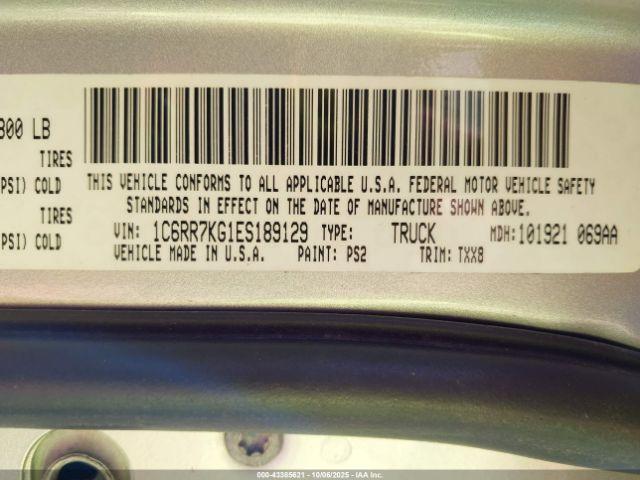 800 LB
TIRES
PSI) COLD
TIRES
PSI) COLD
THIS VEHICLE CONFORMS TO ALL APPLICABLE U.S.A. FEDERAL MOTOR VEHICLE SAFETY
STANDARDS IN EFFECT ON THE DATE OF MANUFACTURE SHOWN ABOVE.
VIN: 1C6RR7KG1ES189129 TYPE: TRUCK MDH: 101921 069AA
VEHICLE MADE IN U.S.A. PAINT: PS2 TRIM: TXX8
000-43385621 - 10/06/2025 - IAA Inc.